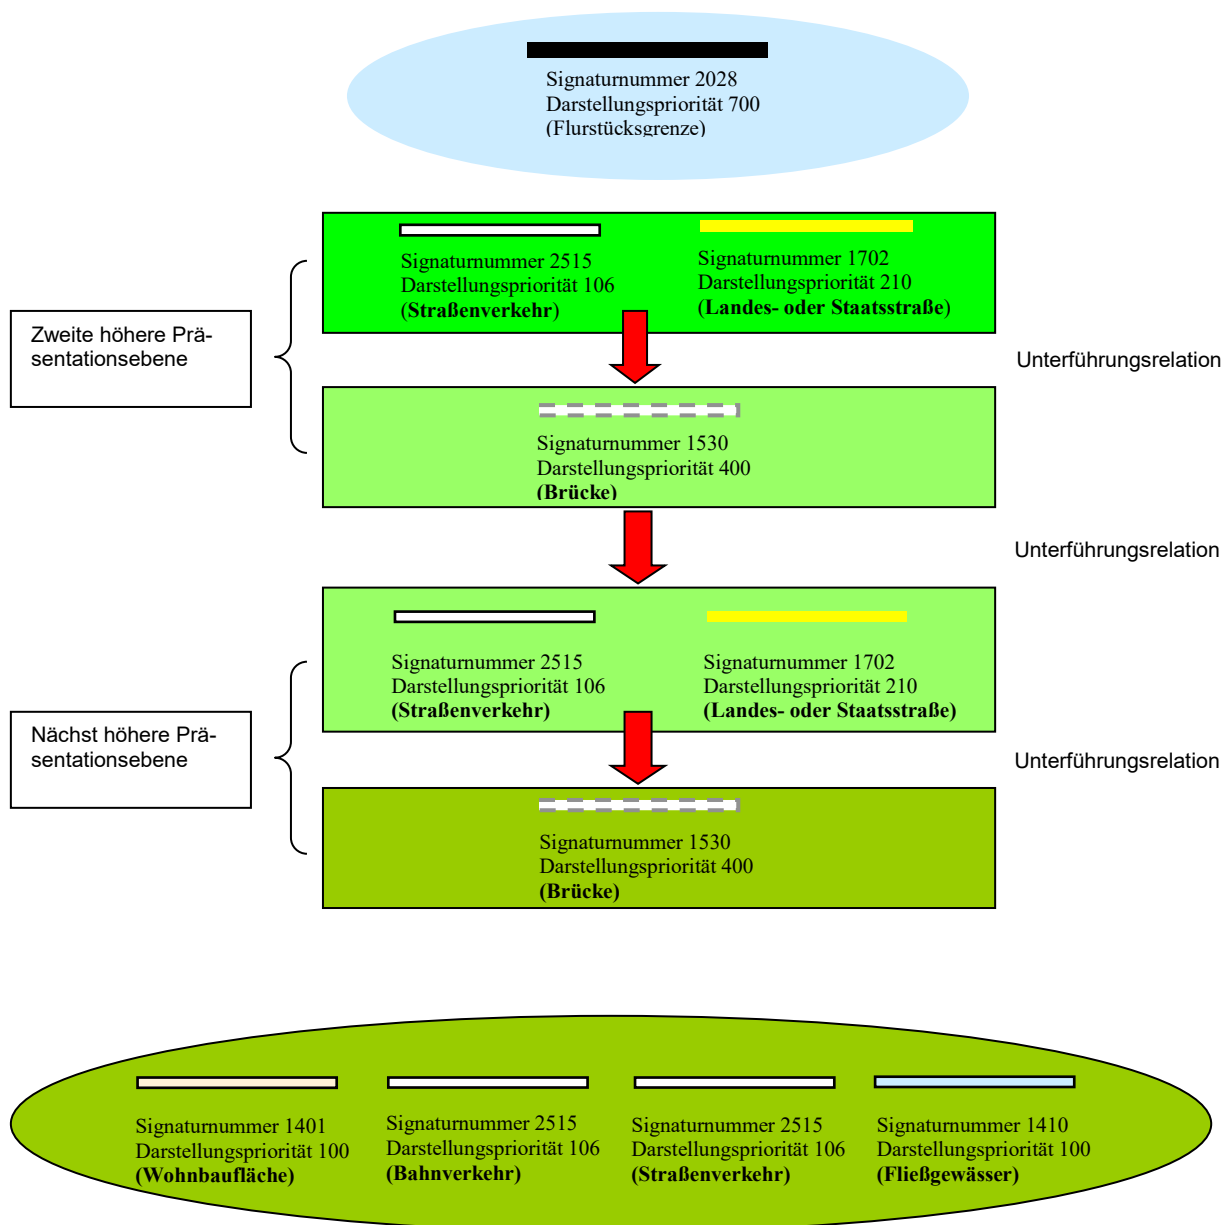 Signaturnummer 2028
Darstellungspriorität 700
(Flurstücksgrenze)
Signaturnummer 2515
Darstellungspriorität 106
(Straßenverkehr)
Signaturnummer 1702
Darstellungspriorität 210
(Landes- oder Staatsstraße)
Zweite höhere Prä-
sentationsebene
Unterführungsrelation
Signaturnummer 1530
Darstellungspriorität 400
(Brücke)
Unterführungsrelation
Signaturnummer 2515
Darstellungspriorität 106
(Straßenverkehr)
Signaturnummer 1702
Darstellungspriorität 210
(Landes- oder Staatsstraße)
Nächst höhere Prä-
sentationsebene
Unterführungsrelation
Signaturnummer 1530
Darstellungspriorität 400
(Brücke)
Signaturnummer 1401
Darstellungspriorität 100
(Wohnbaufläche)
Signaturnummer 2515
Darstellungspriorität 106
(Bahnverkehr)
Signaturnummer 2515
Darstellungspriorität 106
(Straßenverkehr)
Signaturnummer 1410
Darstellungspriorität 100
(Fließgewässer)